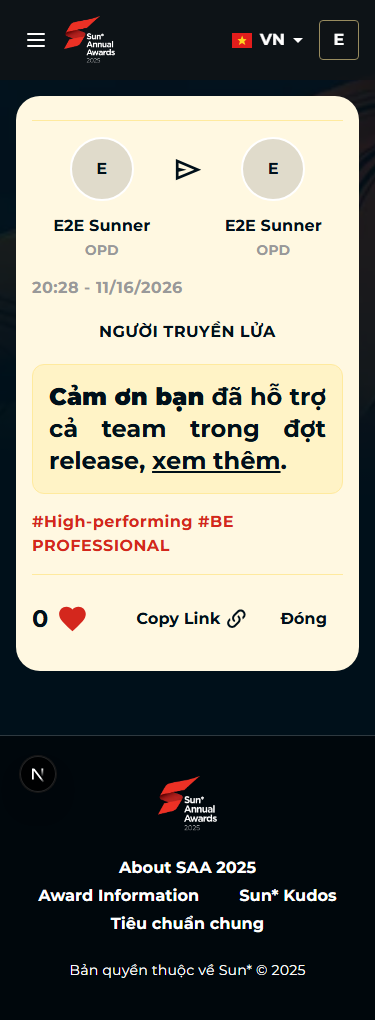 Sun*
Annual
Awards
2025
VN
E
E
E
E2E Sunner
E2E Sunner
OPD
OPD
20:28 - 11/16/2026
NGƯỜI TRUYỀN LỬA
Cảm ơn bạn đã hỗ trợ
cả team trong đợt
release, xem thêm.
#High-performing #BE
PROFESSIONAL
0
Copy Link
Đóng
N
Sun*
Annual
Awards
2025
About SAA 2025
Award Information
Sun* Kudos
Tiêu chuẩn chung
Bản quyền thuộc về Sun* © 2025